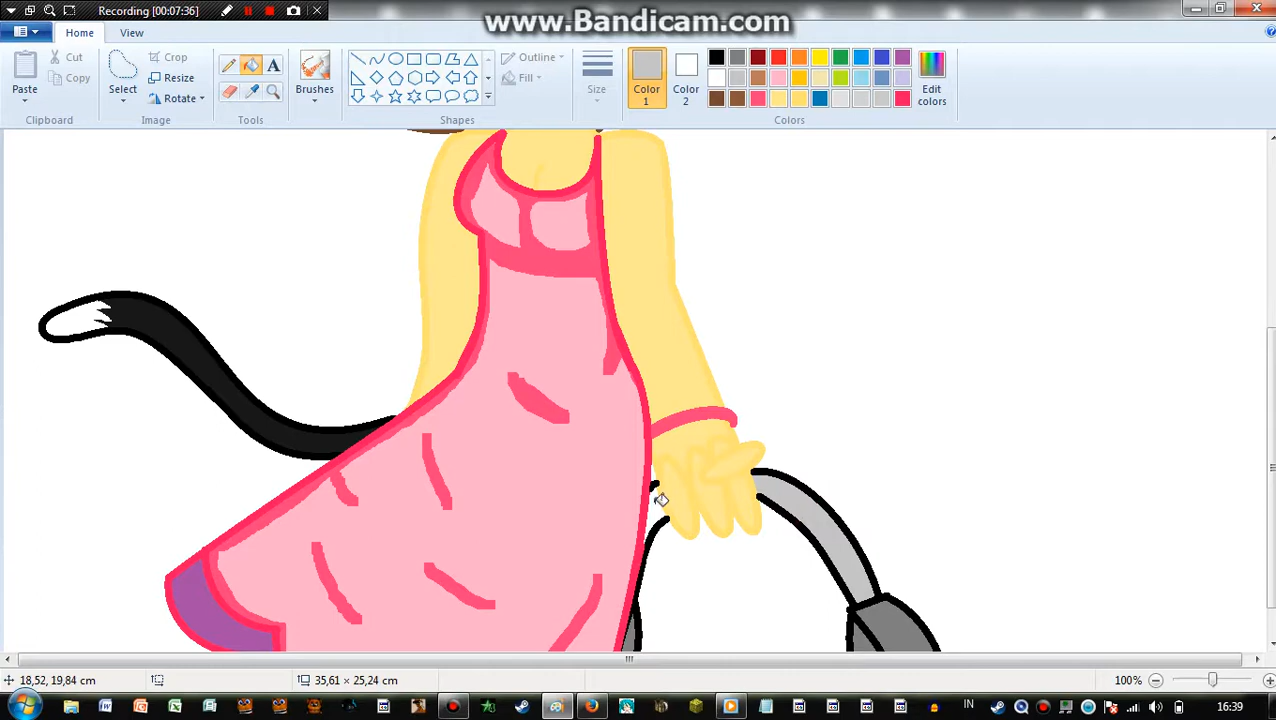 Recording [00:07:36]
www.Bandicam.com
Home
View
Paste
Cut
Copy
Clipboard
Select
Crop
Resize
Rotate
Image
Tools
Brushes
Outline
Fill
Shapes
Size
Color 1
Color 2
Edit colors
Colors
18,52, 19,84 cm
35,61 × 25,24 cm
100%
IN
16:39